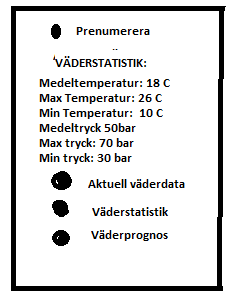 Prenumerera
VÄDERSTATISTIK:
Medeltemperatur: 18 C
Max Temperatur: 26 C
Min Temperatur: 10 C
Medeltryck 50bar
Max tryck: 70 bar
Min tryck: 30 bar
Aktuell väderdata
Väderstatistik
Väderprognos